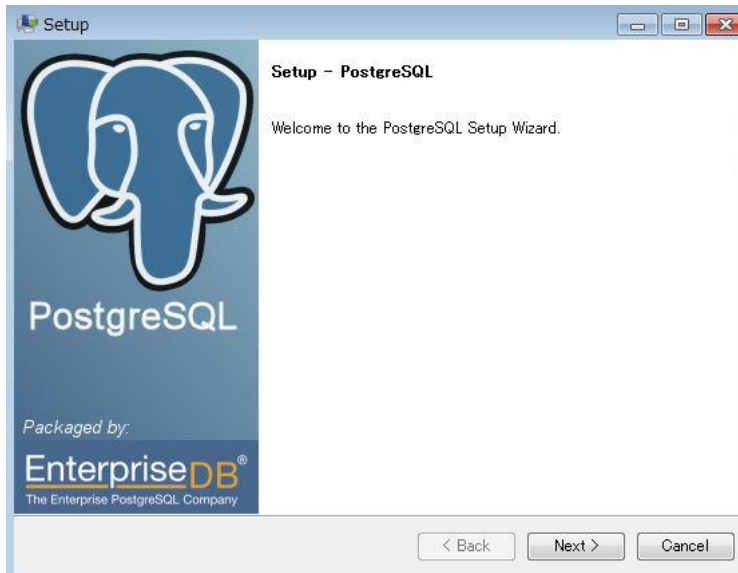 Setup
Setup - PostgreSQL
Welcome to the PostgreSQL Setup Wizard.
PostgreSQL
Packaged by:
EnterpriseDB®
The Enterprise PostgreSQL Company
< Back
Next >
Cancel